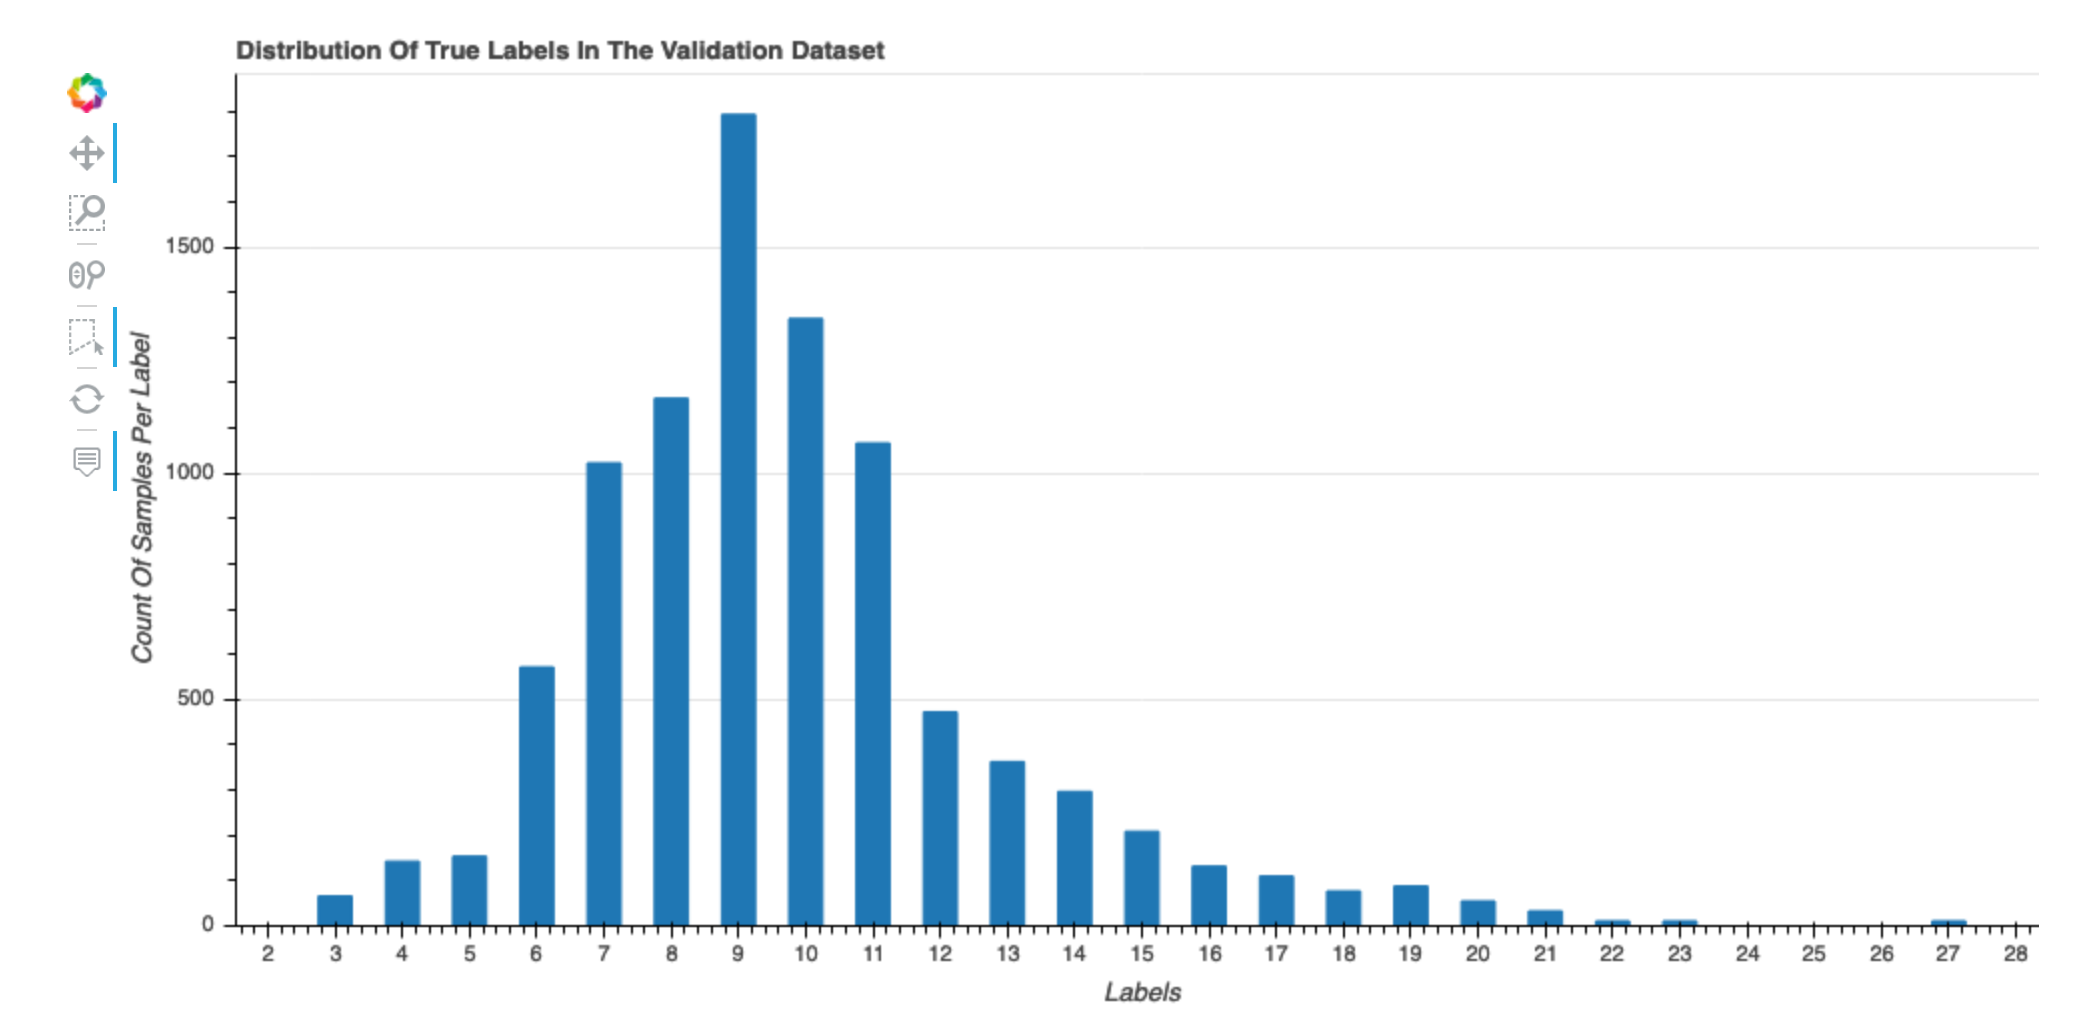 Distribution Of True Labels In The Validation Dataset
Count Of Samples Per Label
1500
1000
500
0
2 3 4 5 6 7 8 9 10 11 12 13 14 15 16 17 18 19 20 21 22 23 24 25 26 27 28
Labels